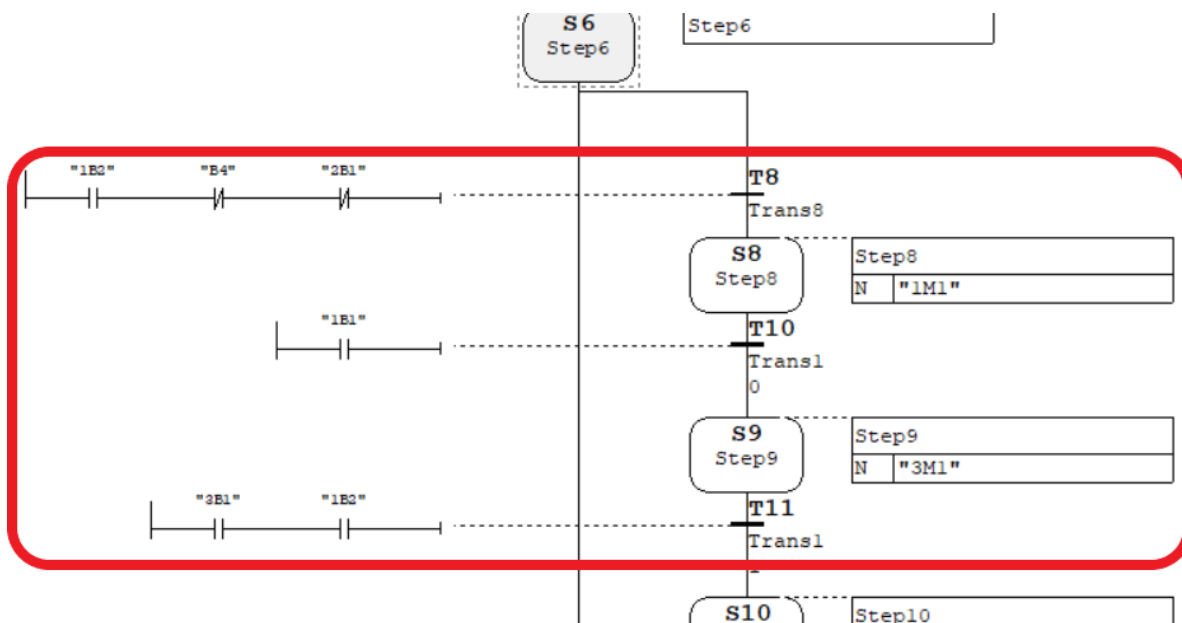 S6
Step6
Step6
"1B2" "B4" "2B1"
T8
Trans8
S8
Step8
Step8
N "1M1"
"1B1"
T10
Trans1
0
S9
Step9
Step9
N "3M1"
"3B1" "1B2"
T11
Trans1
S10
Step10